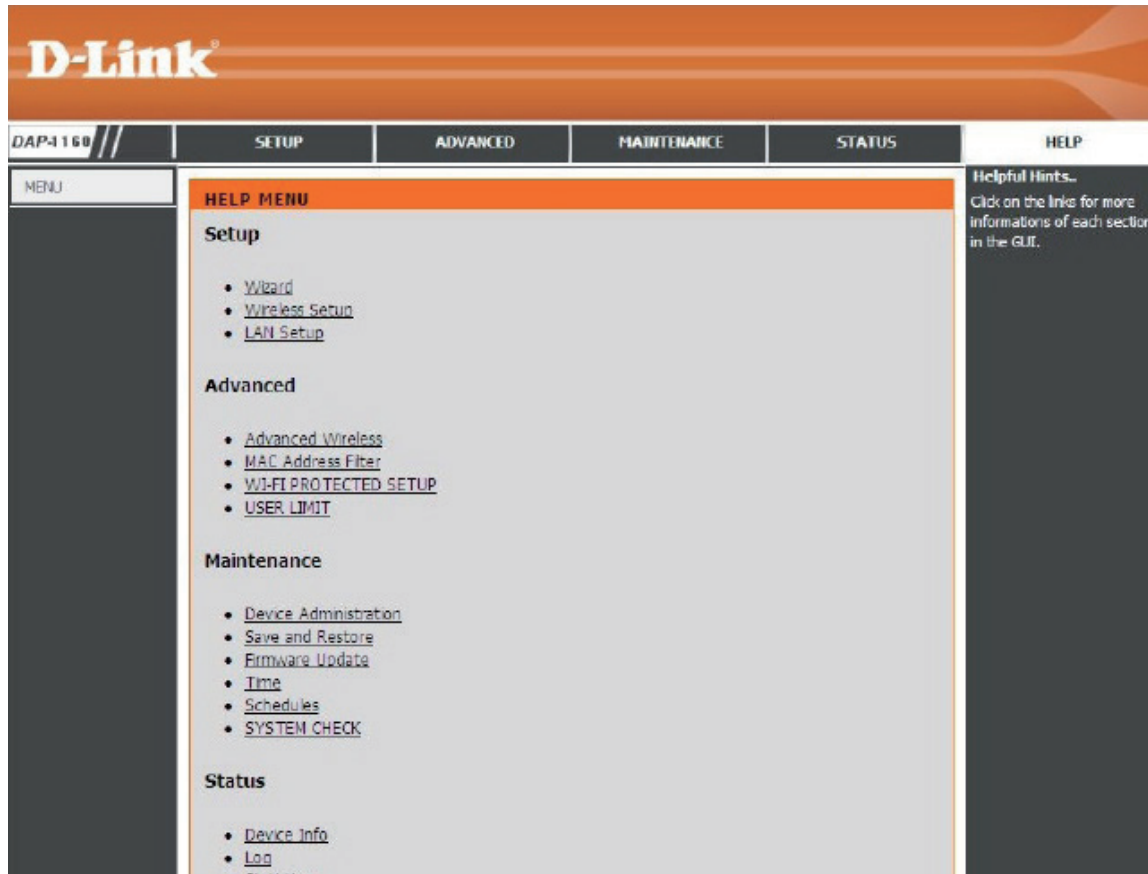 D-Link®
DAP-1160
SETUP
ADVANCED
MAINTENANCE
STATUS
HELP
MENU
HELP MENU
Setup
Wizard
Wireless Setup
LAN Setup
Advanced
Advanced Wireless
MAC Address Filter
WI-FI PROTECTED SETUP
USER LIMIT
Maintenance
Device Administration
Save and Restore
Firmware Update
Time
Schedules
SYSTEM CHECK
Status
Device Info
Log
Helpful Hints..
Click on the links for more
informations of each section
in the GUI.